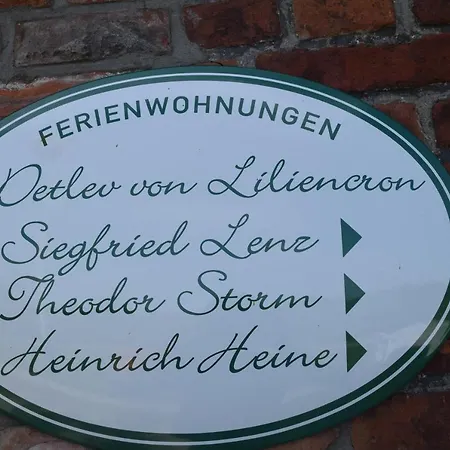 FERIENWOHNUNGEN
Detlev von Liliencron
Siegfried Lenz
Theodor Storm
Heinrich Heine